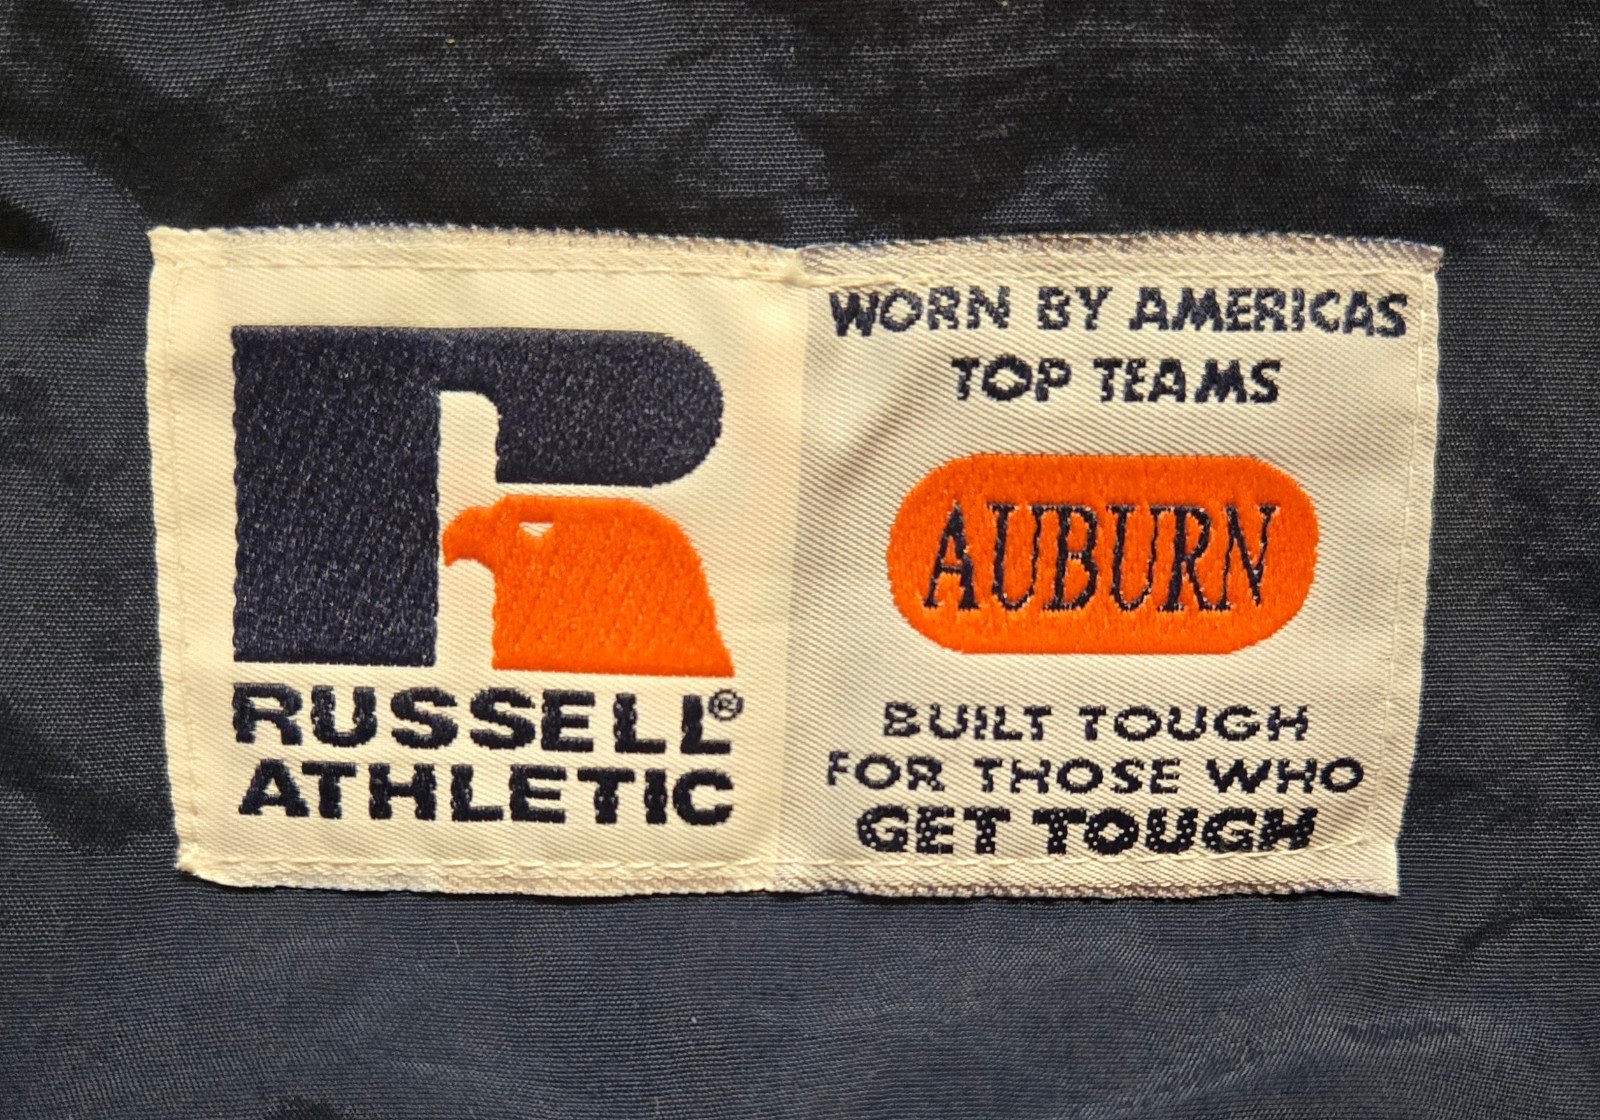 RUSSELL®
ATHLETIC
WORN BY AMERICAS
TOP TEAMS
AUBURN
BUILT TOUGH
FOR THOSE WHO
GET TOUGH